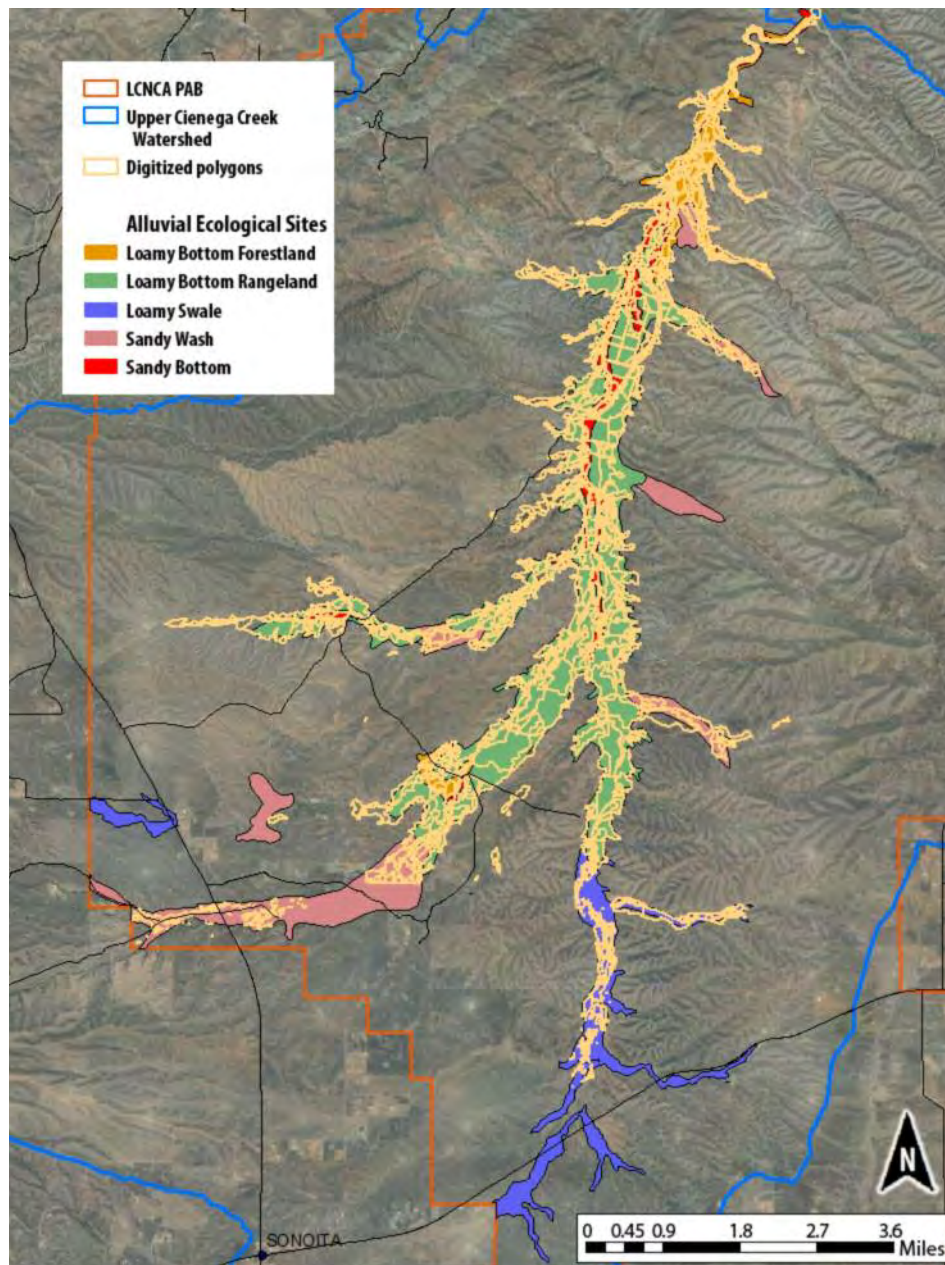 LCNCA PAB
Upper Cienega Creek
Watershed
Digitized polygons
Alluvial Ecological Sites
Loamy Bottom Forestland
Loamy Bottom Rangeland
Loamy Swale
Sandy Wash
Sandy Bottom
N
SONOITA
0 0.45 0.9 1.8 2.7 3.6
Miles